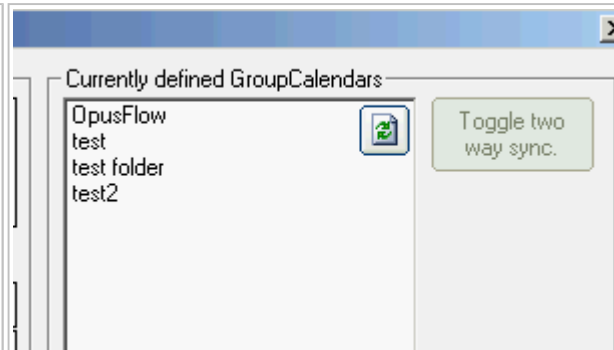 Currently defined GroupCalendars
OpusFlow
test
test folder
test2
Toggle two
way sync.